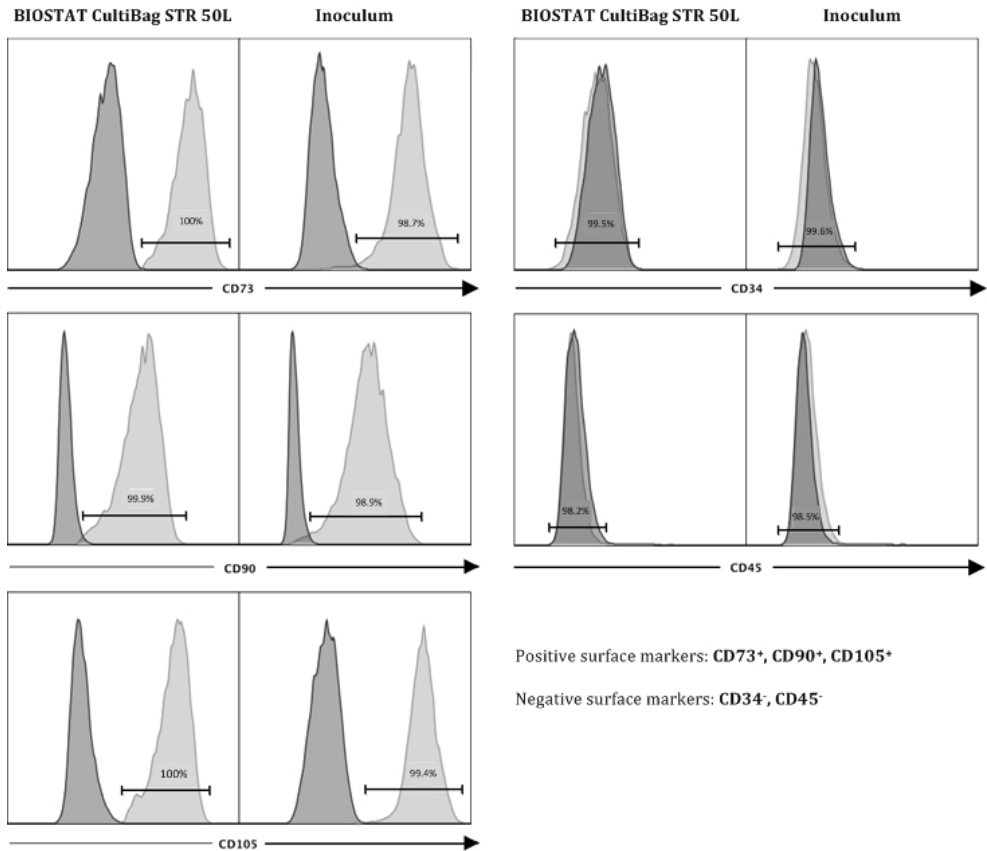 BIOSTAT CultiBag STR 50L Inoculum BIOSTAT CultiBag STR 50L Inoculum
100% 98.7% 99.5% 99.6%
CD73 CD34
99.9% 98.9% 98.2% 98.5%
CD90 CD45
Positive surface markers: CD73⁺, CD90⁺, CD105⁺
Negative surface markers: CD34⁻, CD45⁻
100% 99.4%
CD105